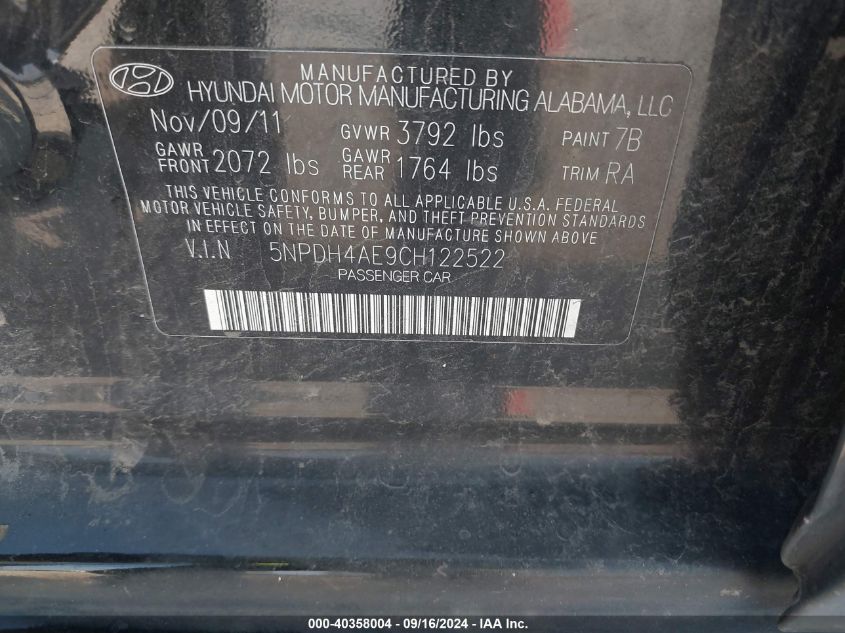 MANUFACTURED BY
HYUNDAI MOTOR MANUFACTURING ALABAMA, LLC
Nov/09/11 GVWR 3792 lbs PAINT 7B
GAWR FRONT 2072 lbs GAWR REAR 1764 lbs TRIM RA
THIS VEHICLE CONFORMS TO ALL APPLICABLE U.S.A. FEDERAL
MOTOR VEHICLE SAFETY, BUMPER, AND THEFT PREVENTION STANDARDS
IN EFFECT ON THE DATE OF MANUFACTURE SHOWN ABOVE
V.I.N 5NPDH4AE9CH122522
PASSENGER CAR
000-40358004 - 09/16/2024 - IAA Inc.